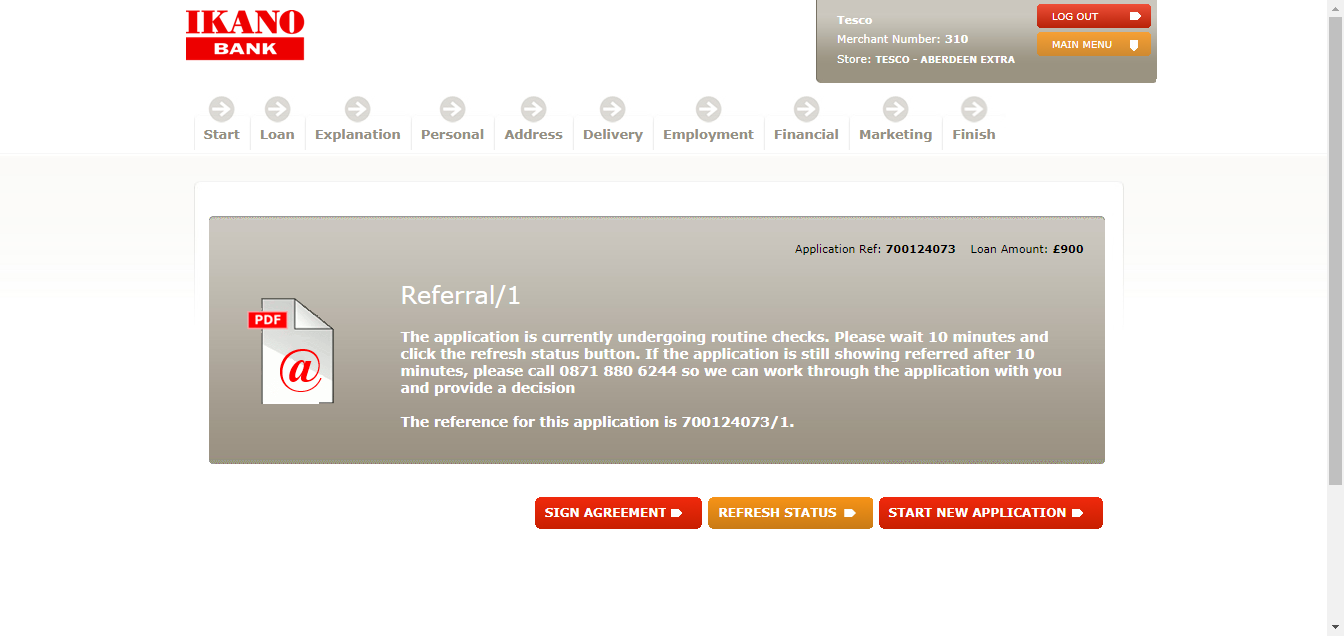 IKANO
BANK
Tesco
Merchant Number: 310
Store: TESCO - ABERDEEN EXTRA
LOG OUT
MAIN MENU
Start
Loan
Explanation
Personal
Address
Delivery
Employment
Financial
Marketing
Finish
Application Ref: 700124073 Loan Amount: £900
PDF
@
Referral/1
The application is currently undergoing routine checks. Please wait 10 minutes and
click the refresh status button. If the application is still showing referred after 10
minutes, please call 0871 880 6244 so we can work through the application with you
and provide a decision
The reference for this application is 700124073/1.
SIGN AGREEMENT
REFRESH STATUS
START NEW APPLICATION